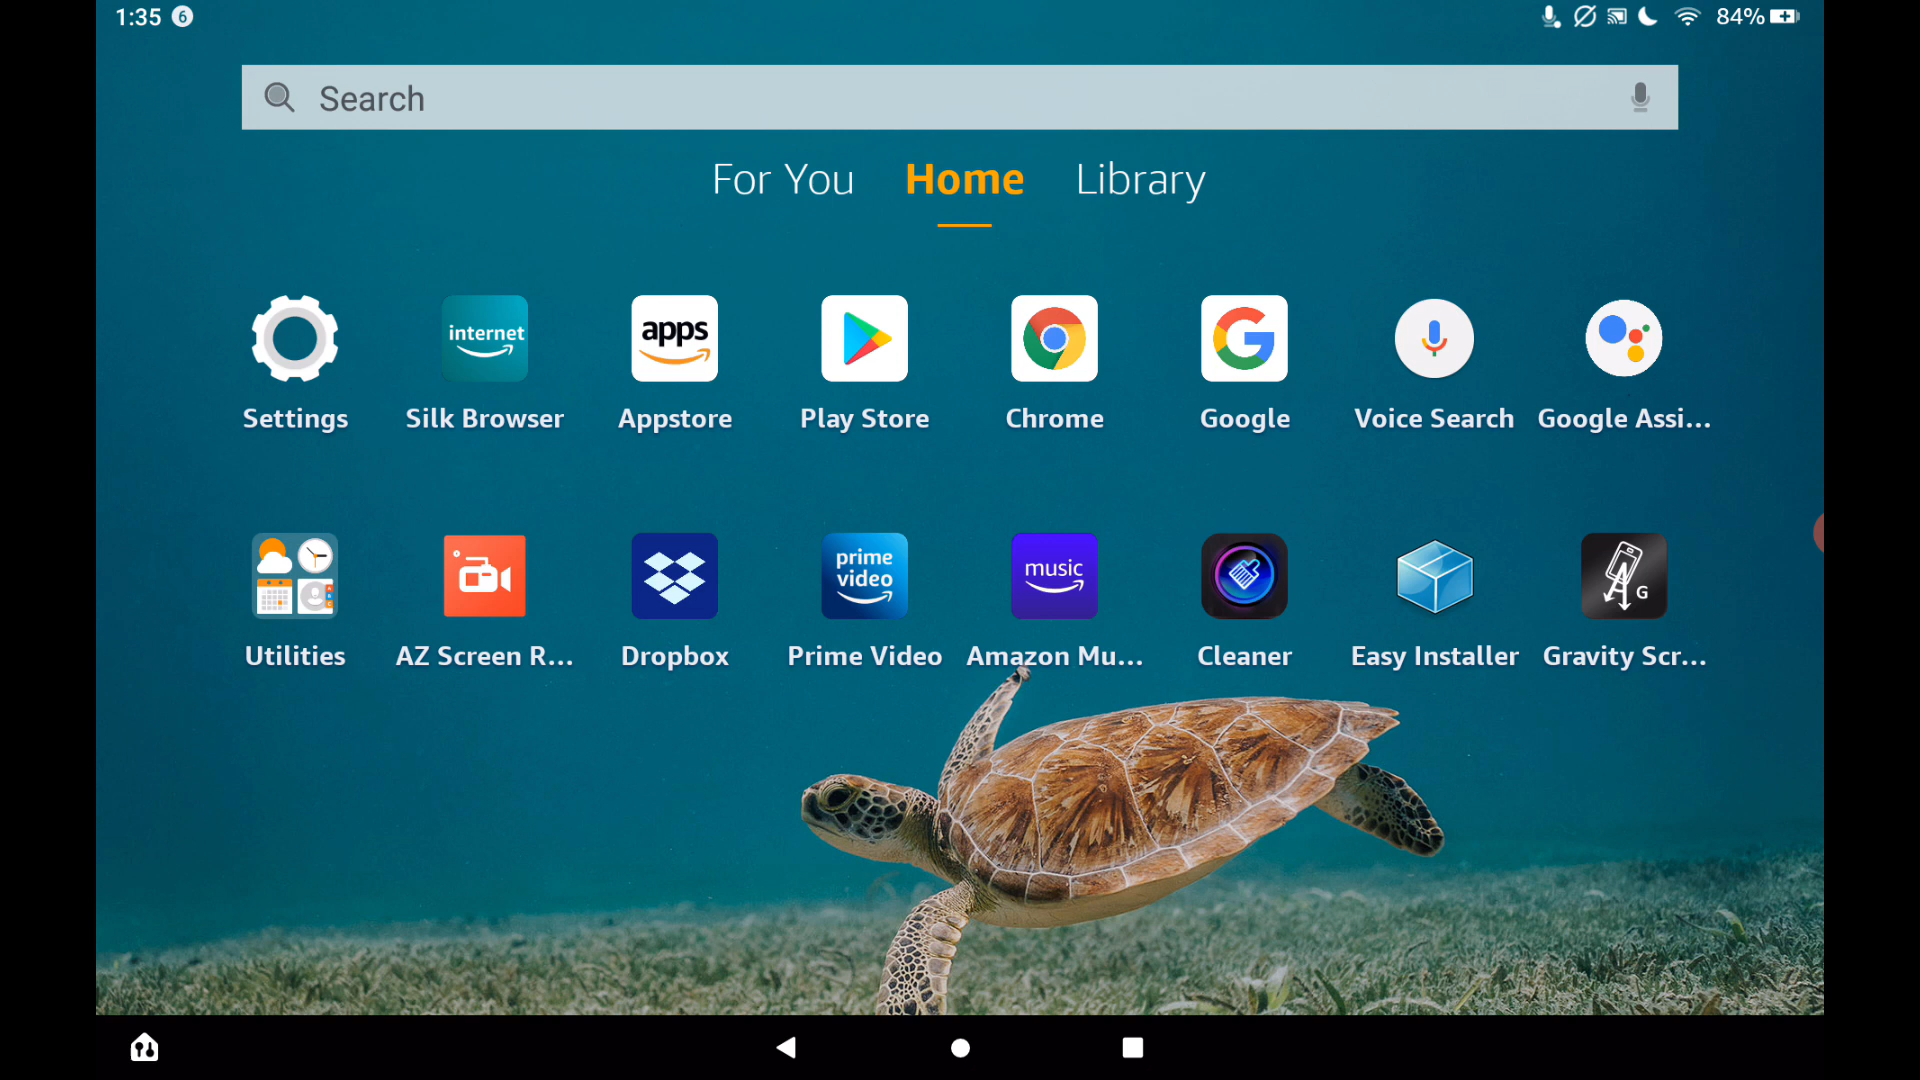 1:35 6
84%
Search
For You Home Library
internet
apps
Settings Silk Browser Appstore Play Store Chrome Google Voice Search Google Assi...
prime
video
music
G
Utilities AZ Screen R... Dropbox Prime Video Amazon Mu... Cleaner Easy Installer Gravity Scr...